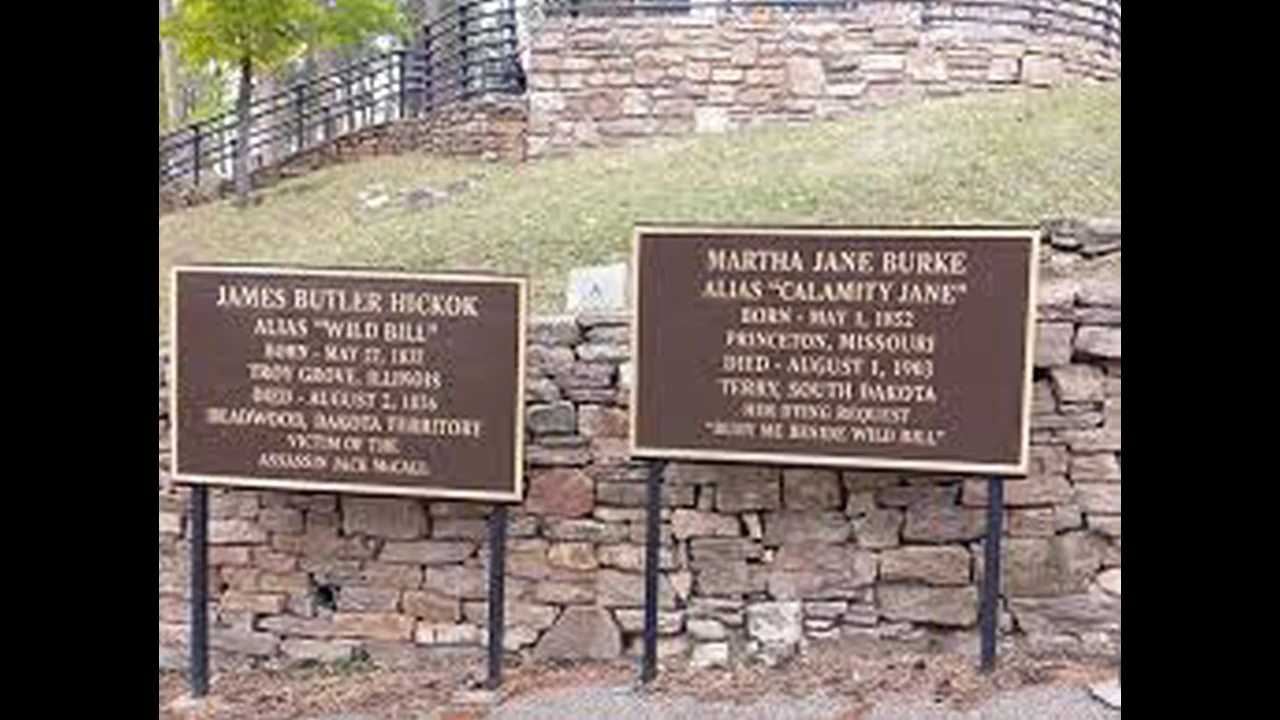 JAMES BUTLER HICKOK
ALIAS "WILD BILL"
BORN - MAY 27, 1837
TROY GROVE, ILLINOIS
DIED - AUGUST 2, 1876
DEADWOOD, DAKOTA TERRITORY
VICTIM OF THE
ASSASSIN JACK McCALL
MARTHA JANE BURKE
ALIAS "CALAMITY JANE"
BORN - MAY 1, 1852
PRINCETON, MISSOURI
DIED - AUGUST 1, 1903
TERRY, SOUTH DAKOTA
HER DYING REQUEST
"BURY ME BESIDE WILD BILL"